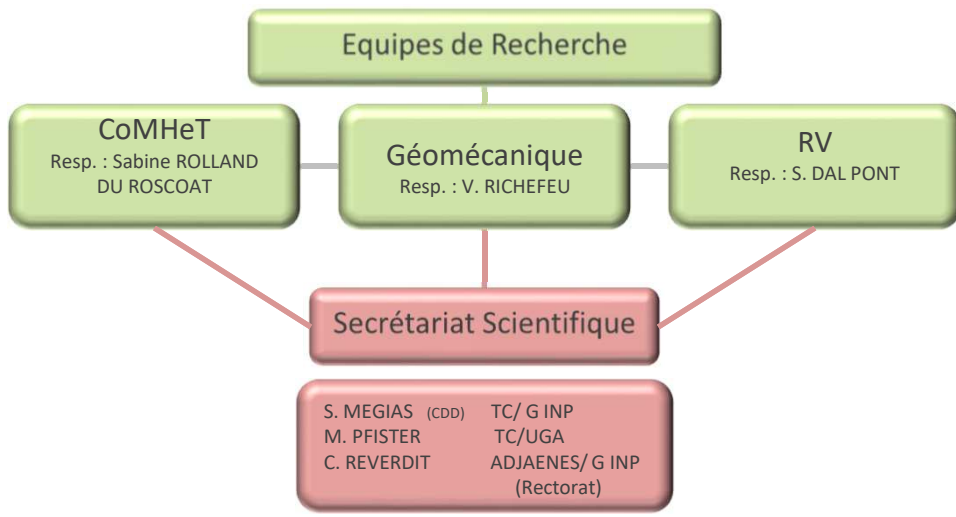 Equipes de Recherche
CoMHeT
Resp. : Sabine ROLLAND
DU ROSCOAT
Géomécanique
Resp. : V. RICHEFEU
RV
Resp. : S. DAL PONT
Secrétariat Scientifique
S. MEGIAS (CDD) TC/ G INP
M. PFISTER TC/UGA
C. REVERDIT ADJAENES/ G INP
(Rectorat)